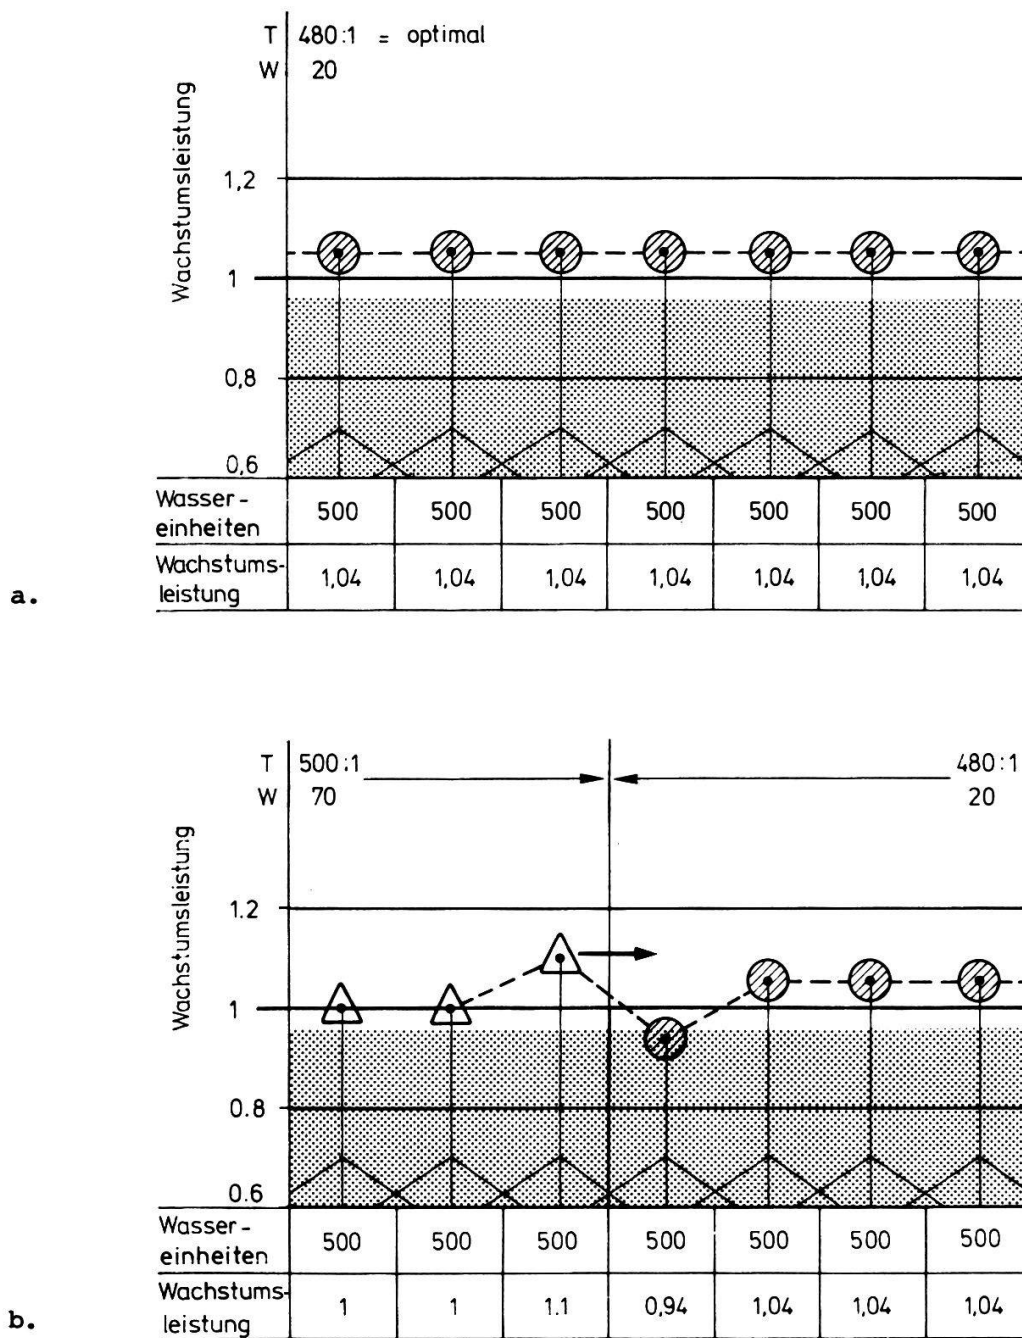 T 480:1 = optimal
W 20
Wachstumsleistung
1,2
1
0,8
0,6
Wasser-
einheiten 500 500 500 500 500 500 500
Wachstums-
leistung 1,04 1,04 1,04 1,04 1,04 1,04 1,04
a.
T 500:1 480:1
W 70 20
Wachstumsleistung
1.2
1
0.8
0.6
Wasser-
einheiten 500 500 500 500 500 500 500
Wachstums-
leistung 1 1 1.1 0,94 1,04 1,04 1,04
b.